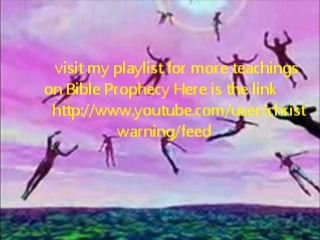 visit my playlist for more teachings
on Bible Prophecy Here is the link
http://www.youtube.com/user/christ
warning/feed